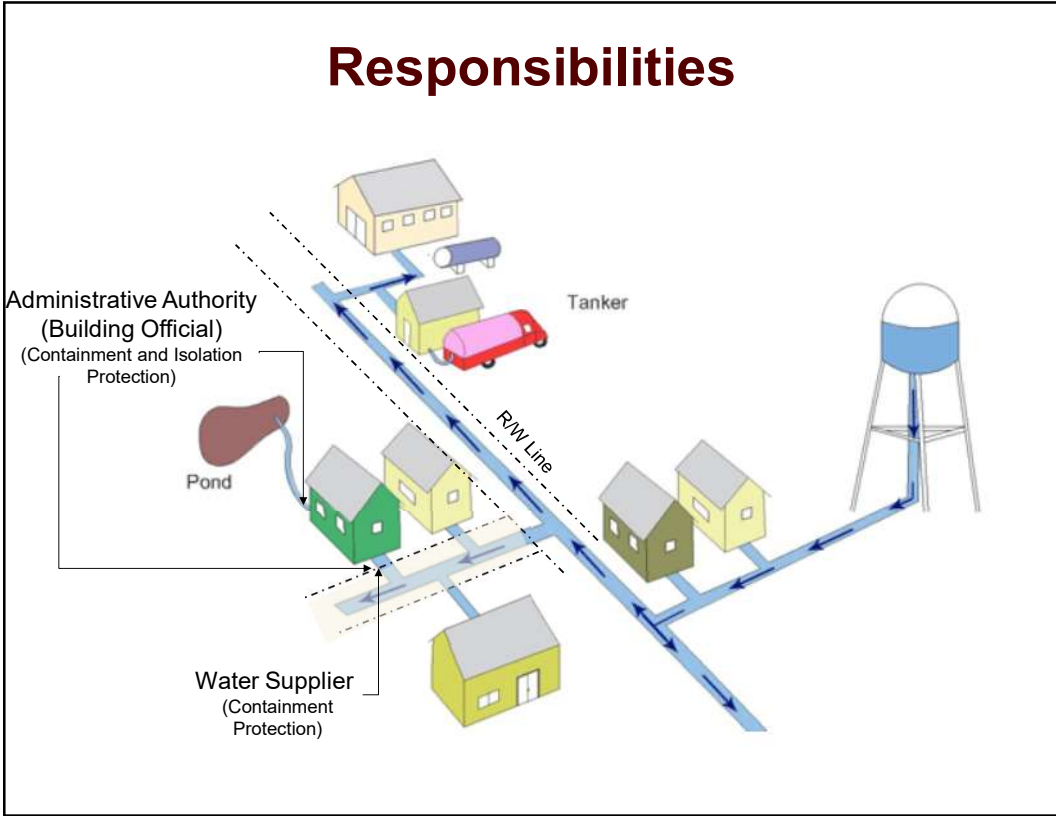 Responsibilities
Administrative Authority
(Building Official)
(Containment and Isolation
Protection)
Tanker
R/W Line
Pond
Water Supplier
(Containment
Protection)